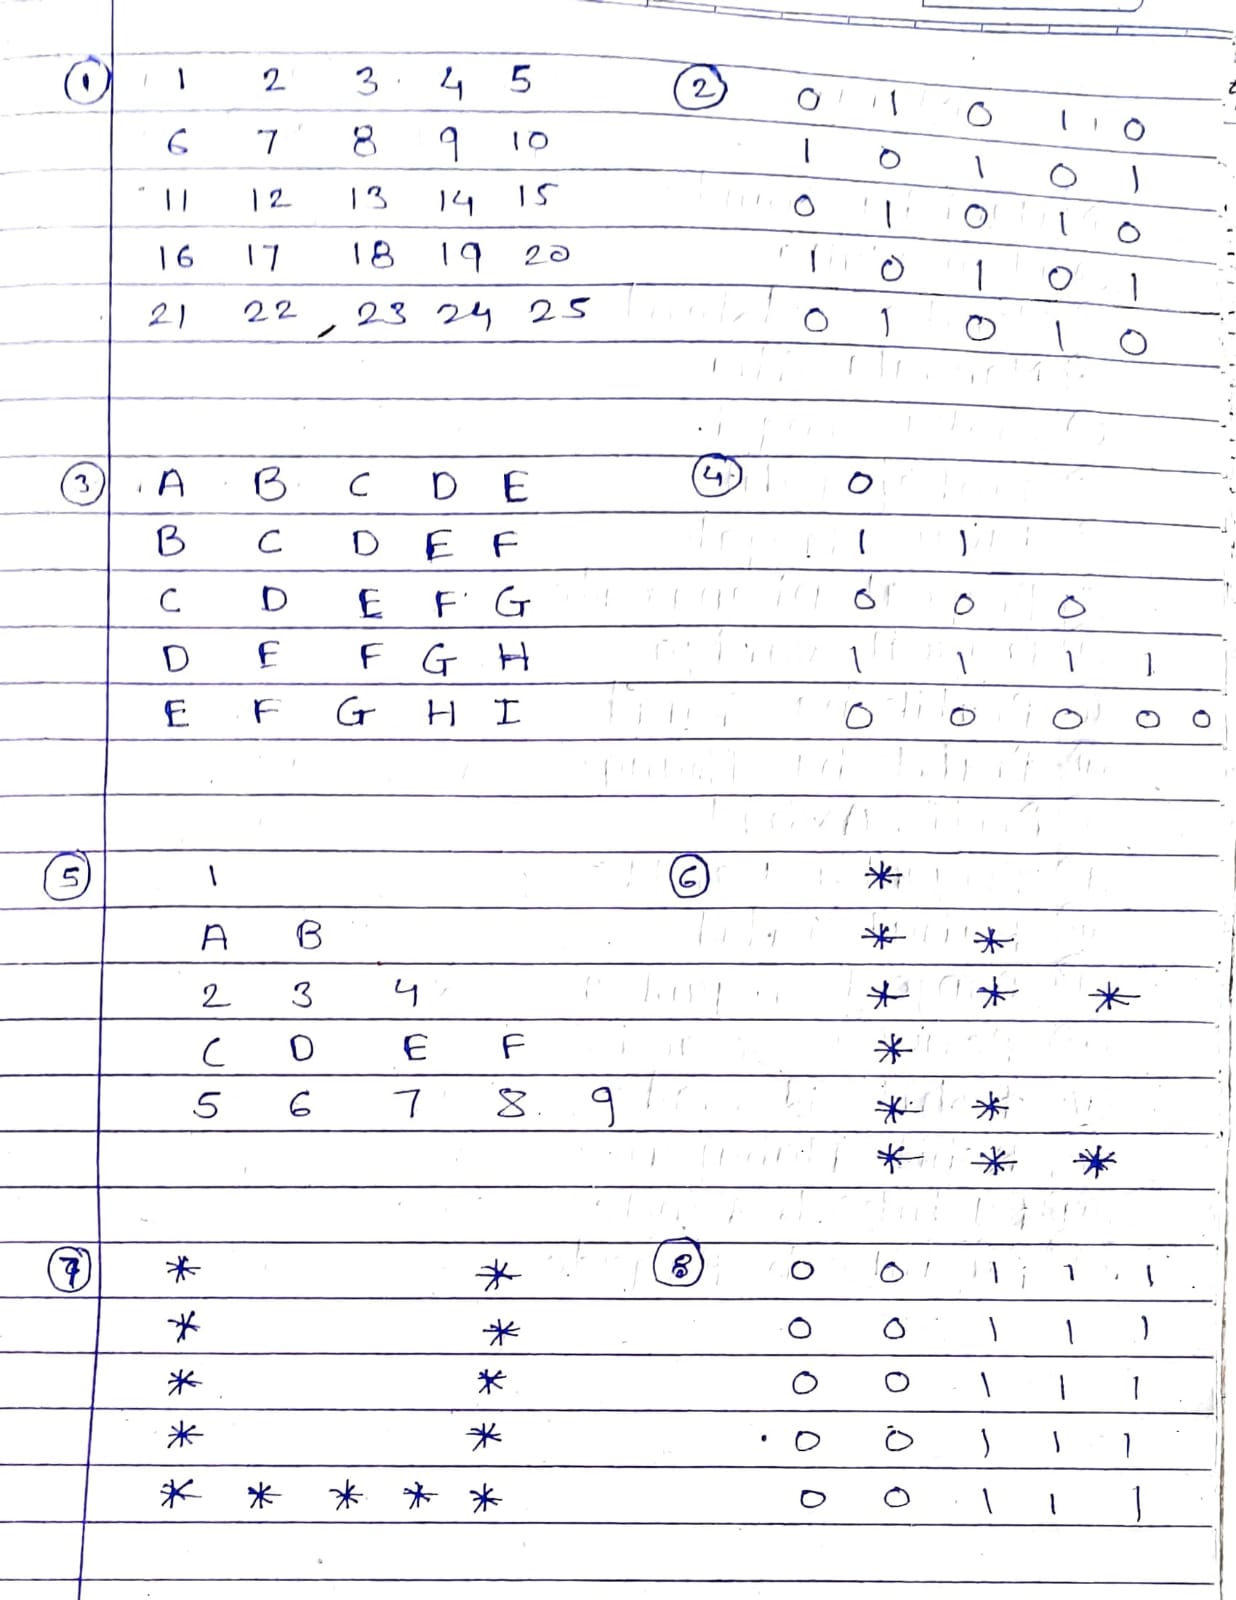 ① 1 2 3 4 5
6 7 8 9 10
11 12 13 14 15
16 17 18 19 20
21 22 23 24 25
② 0 1 0 1 0
1 0 1 0 1
0 1 0 1 0
1 0 1 0 1
0 1 0 1 0
③ A B C D E
B C D E F
C D E F G
D E F G H
E F G H I
④ 0
1 1
0 0 0
1 1 1 1
0 0 0 0 0
⑤ 1
A B
2 3 4
C D E F
5 6 7 8 9
⑥ *
* *
* * *
*
* *
* * *
⑦ * *
* *
* *
* *
* * * * *
⑧ 0 0 1 1 1
0 0 1 1 1
0 0 1 1 1
0 0 1 1 1
0 0 1 1 1